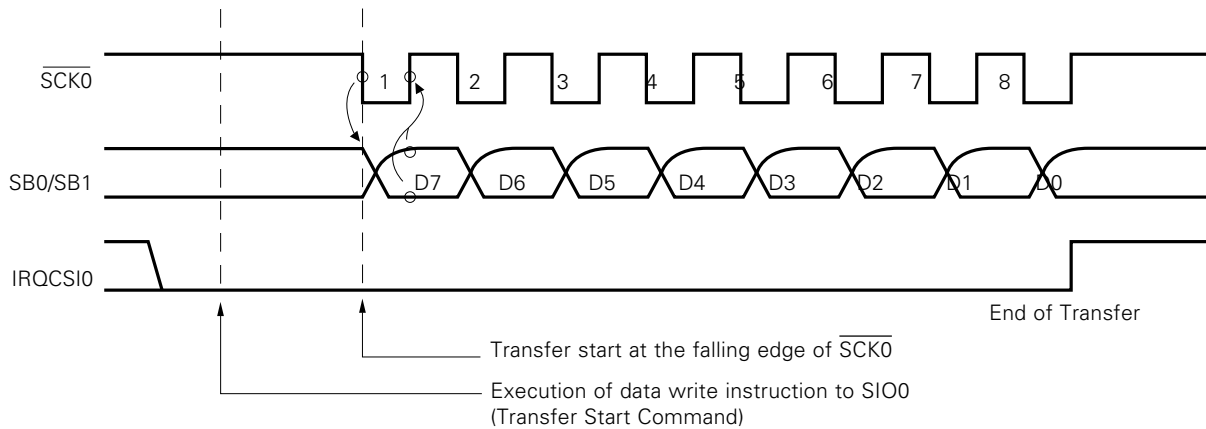 SCK0
1 2 3 4 5 6 7 8
SB0/SB1
D7 D6 D5 D4 D3 D2 D1 D0
IRQCSI0
End of Transfer
Transfer start at the falling edge of SCK0
Execution of data write instruction to SIO0
(Transfer Start Command)